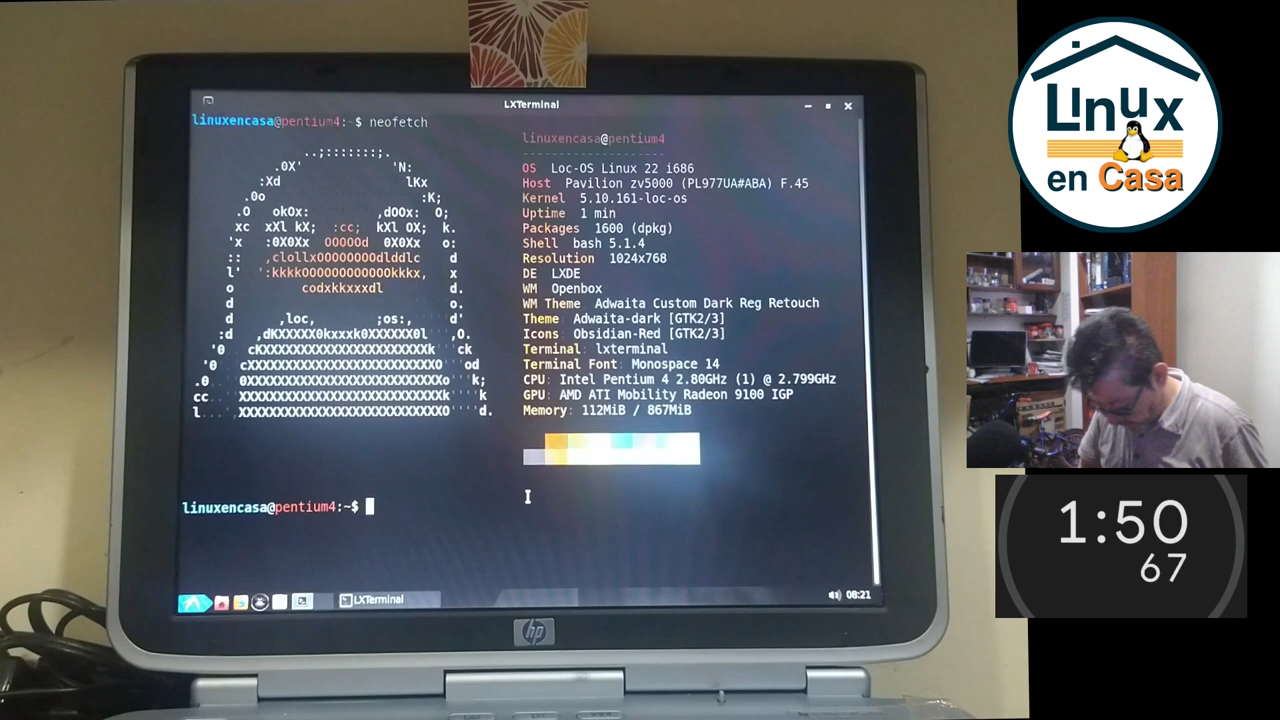 LXTerminal
linuxencasa@pentium4:~$ neofetch
linuxencasa@pentium4
--------------------
OS Loc-OS Linux 22 i686
Host Pavilion zv5000 (PL977UA#ABA) F.45
Kernel 5.10.161-loc-os
Uptime 1 min
Packages 1600 (dpkg)
Shell bash 5.1.4
Resolution 1024x768
DE LXDE
WM Openbox
WM Theme Adwaita Custom Dark Reg Retouch
Theme: Adwaita-dark [GTK2/3]
Icons: Obsidian-Red [GTK2/3]
Terminal: lxterminal
Terminal Font: Monospace 14
CPU: Intel Pentium 4 2.80GHz (1) @ 2.799GHz
GPU: AMD ATI Mobility Radeon 9100 IGP
Memory: 112MiB / 867MiB
linuxencasa@pentium4:~$
LXTerminal
08:21
hp
Linux
en Casa
1:50
67